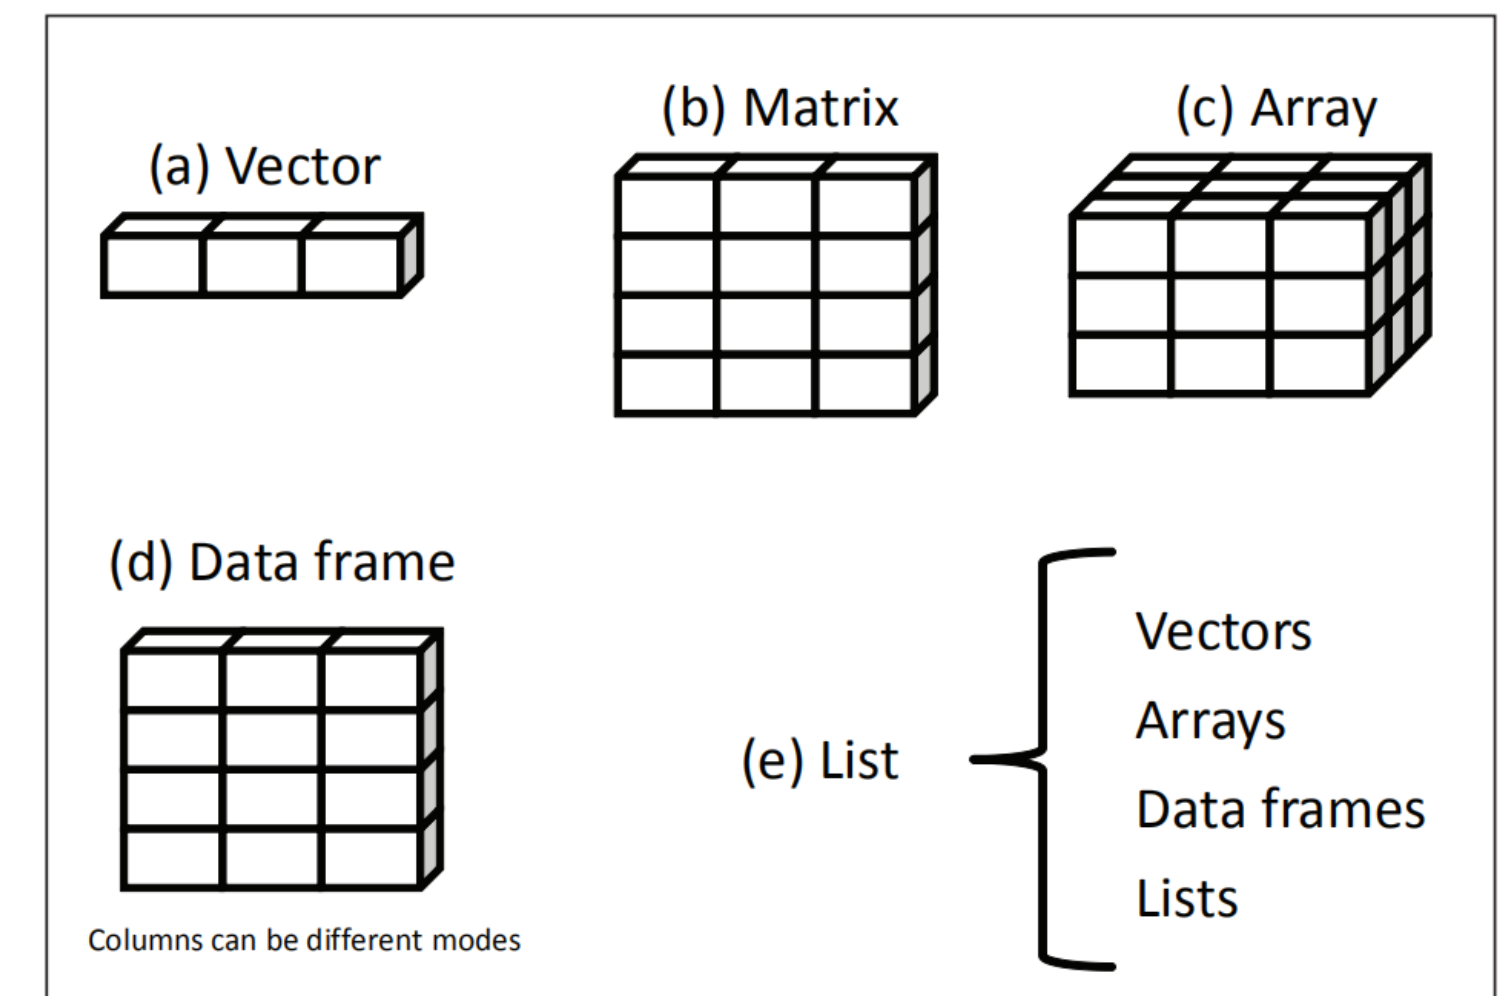 (a) Vector
(b) Matrix
(c) Array
(d) Data frame
Columns can be different modes
(e) List
Vectors
Arrays
Data frames
Lists